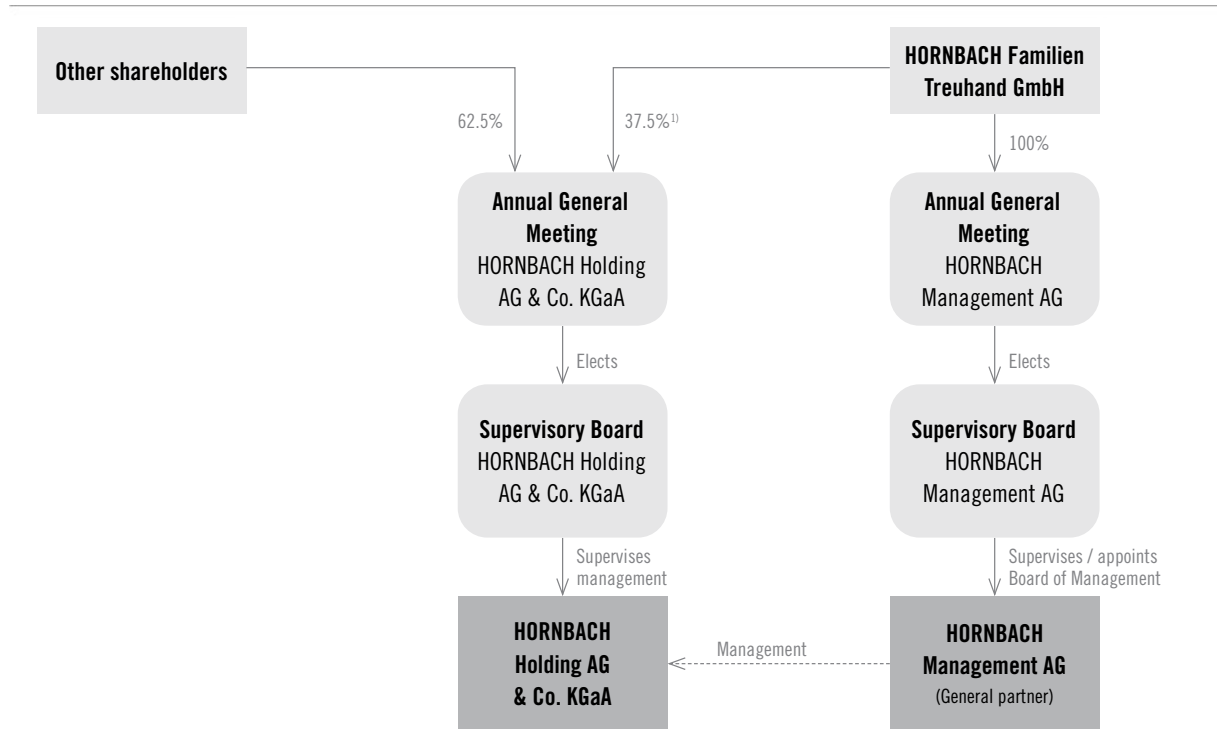 Other shareholders
HORNBACH Familien
Treuhand GmbH
62.5%
37.5% 1)
100%
Annual General
Meeting
HORNBACH Holding
AG & Co. KGaA
Annual General
Meeting
HORNBACH
Management AG
Elects
Elects
Supervisory Board
HORNBACH Holding
AG & Co. KGaA
Supervisory Board
HORNBACH
Management AG
Supervises
management
Supervises / appoints
Board of Management
HORNBACH
Holding AG
& Co. KGaA
Management
HORNBACH
Management AG
(General partner)